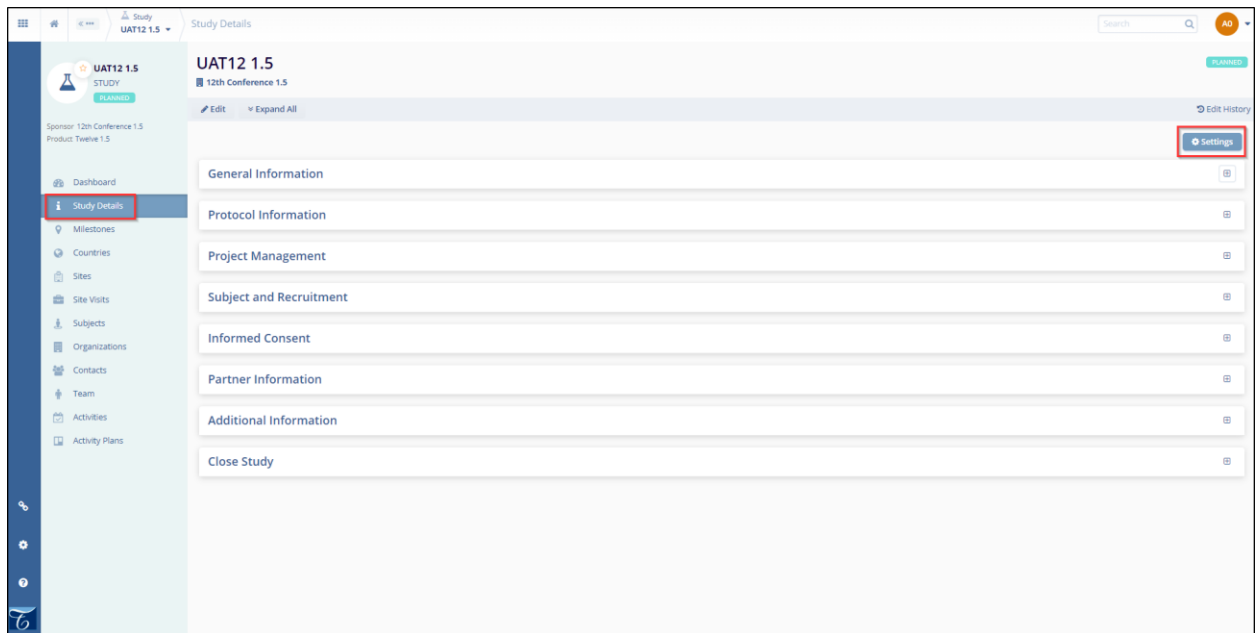 Study
UAT12 1.5
Study Details
Search
AO
UAT12 1.5
STUDY
PLANNED
Sponsor 12th Conference 1.5
Product Twelve 1.5
Dashboard
Study Details
Milestones
Countries
Sites
Site Visits
Subjects
Organizations
Contacts
Team
Activities
Activity Plans
UAT12 1.5
12th Conference 1.5
PLANNED
Edit
Expand All
Edit History
Settings
General Information
Protocol Information
Project Management
Subject and Recruitment
Informed Consent
Partner Information
Additional Information
Close Study